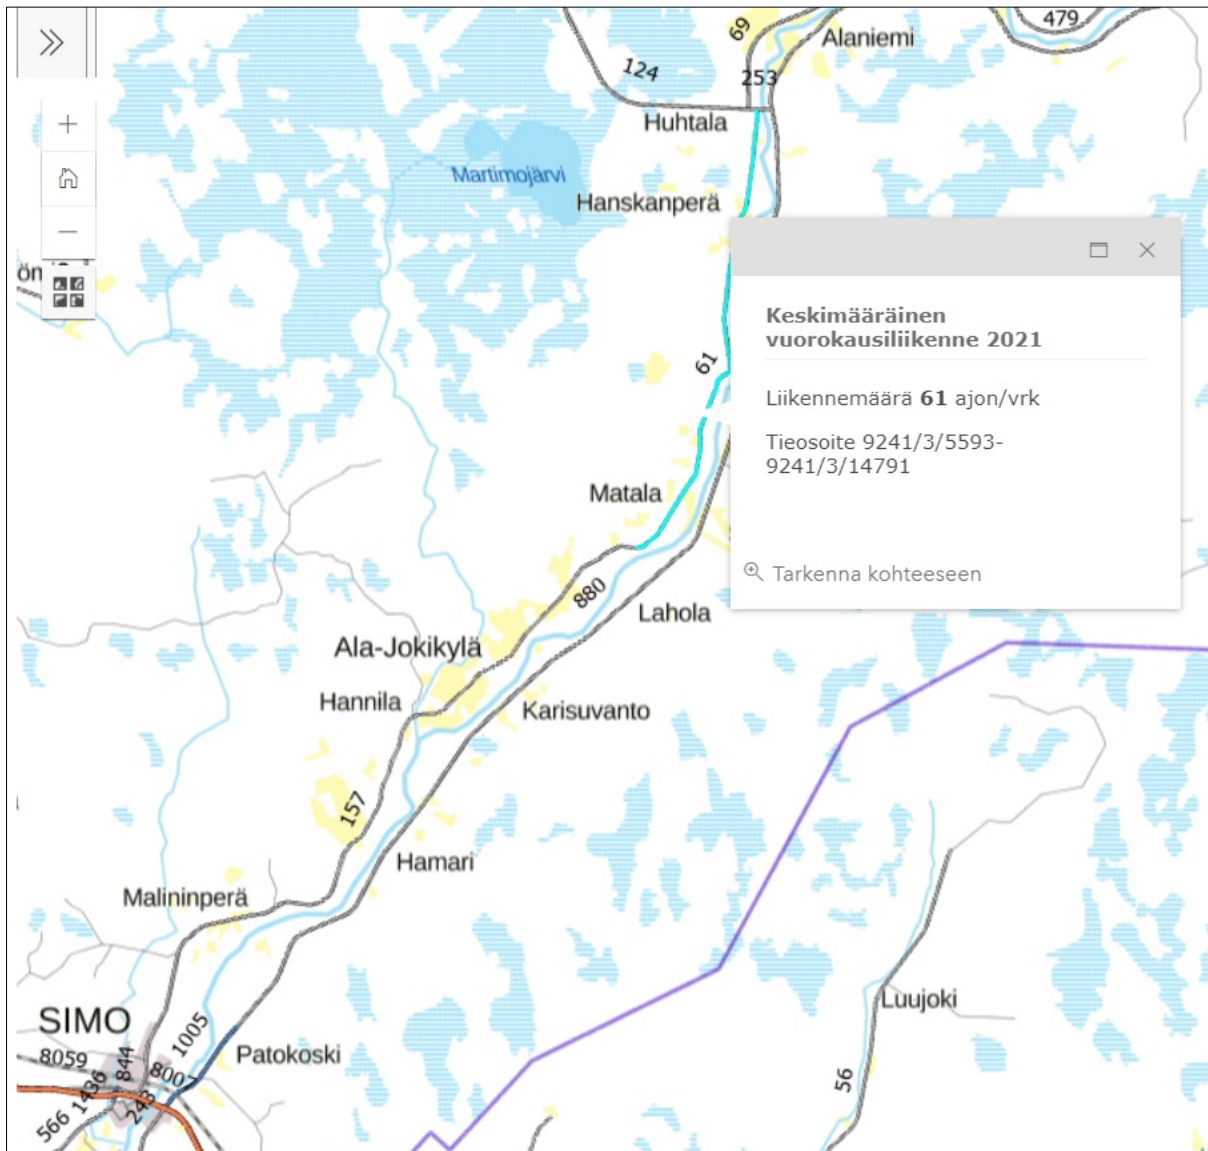 479
69
Alaniemi
124
253
Huhtala
Martimojärvi
Hanskanperä
Keskimääräinen
vuorokausiliikenne 2021
61
Liikennemäärä 61 ajon/vrk
Tieosoite 9241/3/5593-
9241/3/14791
Matala
Tarkenna kohteeseen
880
Lahola
Ala-Jokikylä
Hannila
Karisuvanto
157
Hamari
Malininperä
Luujoki
SIMO
1005
Patokoski
8059
844
8007
56
1436
243
566